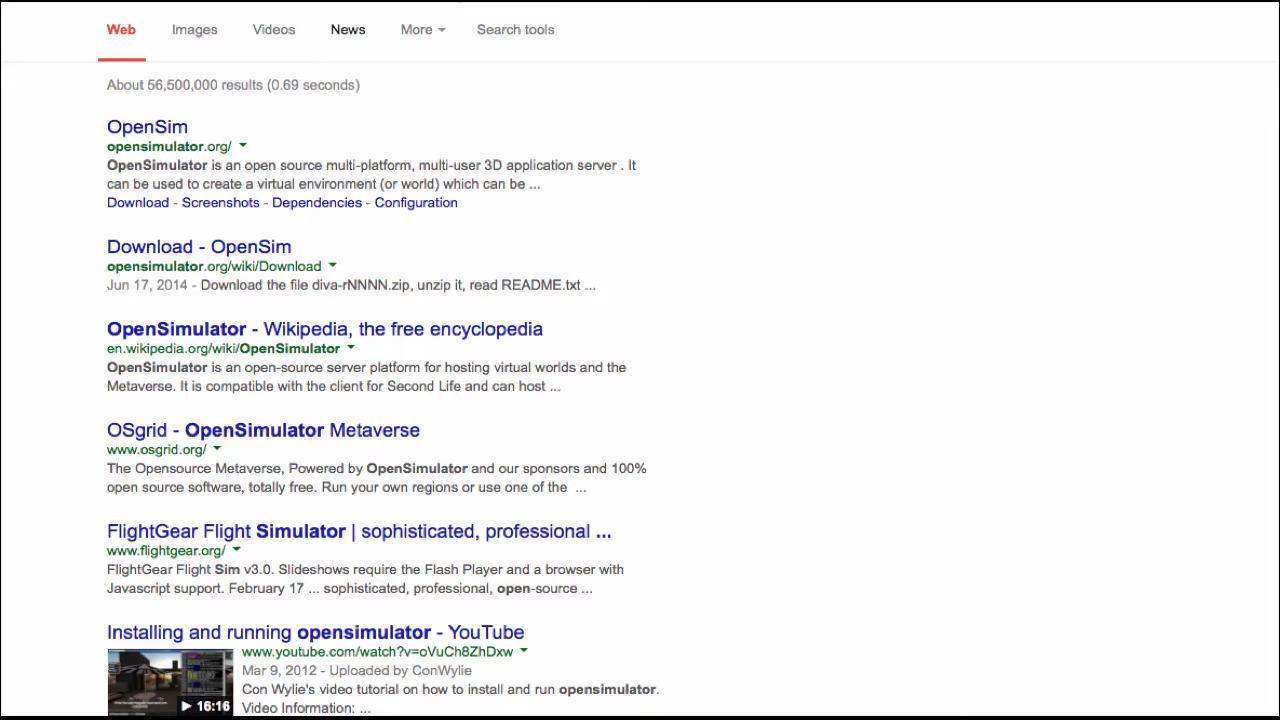 Web Images Videos News More Search tools
About 56,500,000 results (0.69 seconds)
OpenSim
opensimulator.org/
OpenSimulator is an open source multi-platform, multi-user 3D application server . It
can be used to create a virtual environment (or world) which can be ...
Download - Screenshots - Dependencies - Configuration
Download - OpenSim
opensimulator.org/wiki/Download
Jun 17, 2014 - Download the file diva-rNNNN.zip, unzip it, read README.txt ...
OpenSimulator - Wikipedia, the free encyclopedia
en.wikipedia.org/wiki/OpenSimulator
OpenSimulator is an open-source server platform for hosting virtual worlds and the
Metaverse. It is compatible with the client for Second Life and can host ...
OSgrid - OpenSimulator Metaverse
www.osgrid.org/
The Opensource Metaverse, Powered by OpenSimulator and our sponsors and 100%
open source software, totally free. Run your own regions or use one of the ...
FlightGear Flight Simulator | sophisticated, professional ...
www.flightgear.org/
FlightGear Flight Sim v3.0. Slideshows require the Flash Player and a browser with
Javascript support. February 17 ... sophisticated, professional, open-source ...
Installing and running opensimulator - YouTube
www.youtube.com/watch?v=oVuCh8ZhDxw
Mar 9, 2012 - Uploaded by ConWylie
Con Wylie's video tutorial on how to install and run opensimulator.
16:16
Video Information: ...